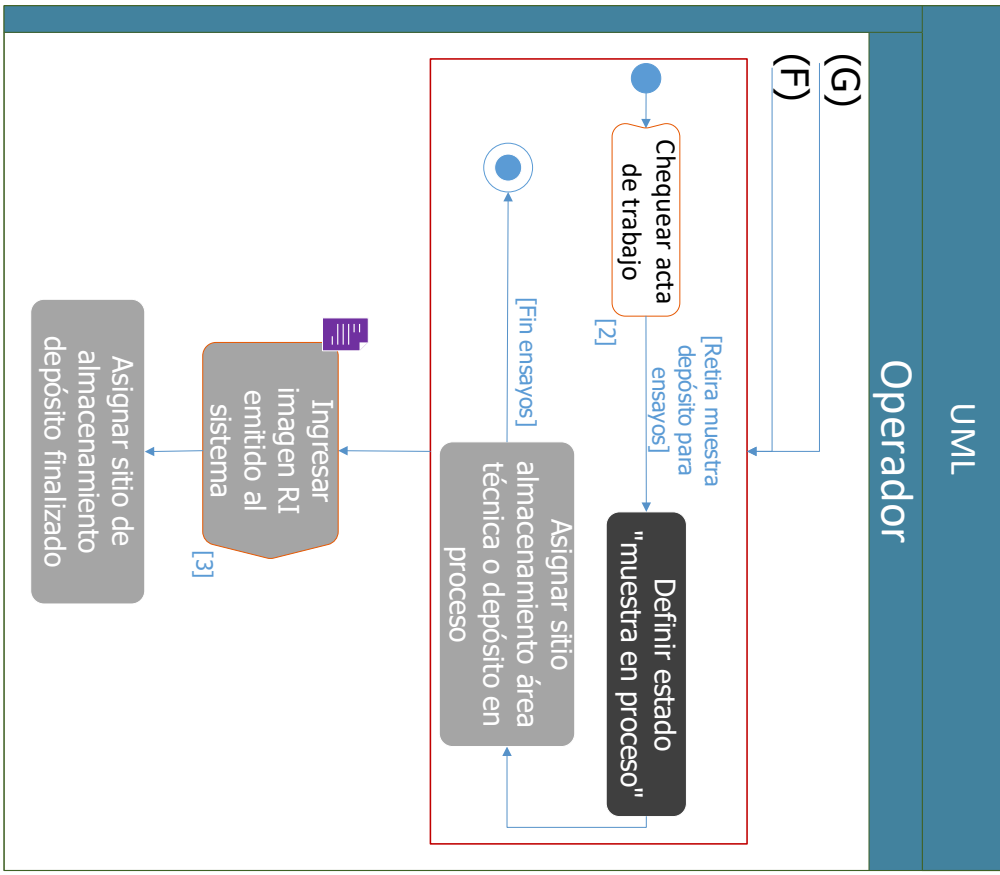 UML
Operador
(G)
(F)
Chequear acta
de trabajo
[2]
[Retira muestra
depósito para
ensayos]
Definir estado
"muestra en proceso"
Asignar sitio
almacenamiento área
técnica o depósito en
proceso
[Fin ensayos]
Ingresar
imagen RI
emitido al
sistema
[3]
Asignar sitio de
almacenamiento
depósito finalizado